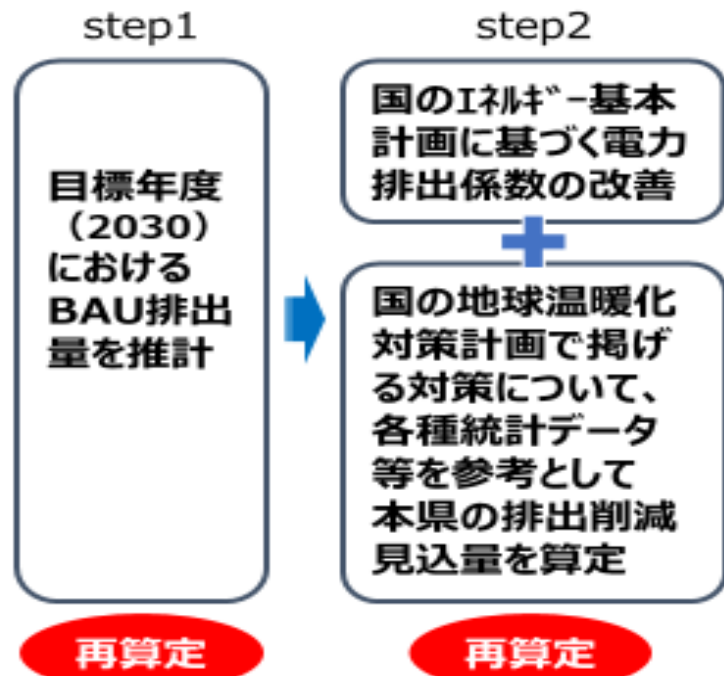 step1
目標年度
（2030）
における
BAU排出
量を推計
再算定
step2
国のｴﾈﾙｷﾞｰ基本
計画に基づく電力
排出係数の改善
国の地球温暖化
対策計画で掲げ
る対策について、
各種統計データ
等を参考として
本県の排出削減
見込量を算定
再算定